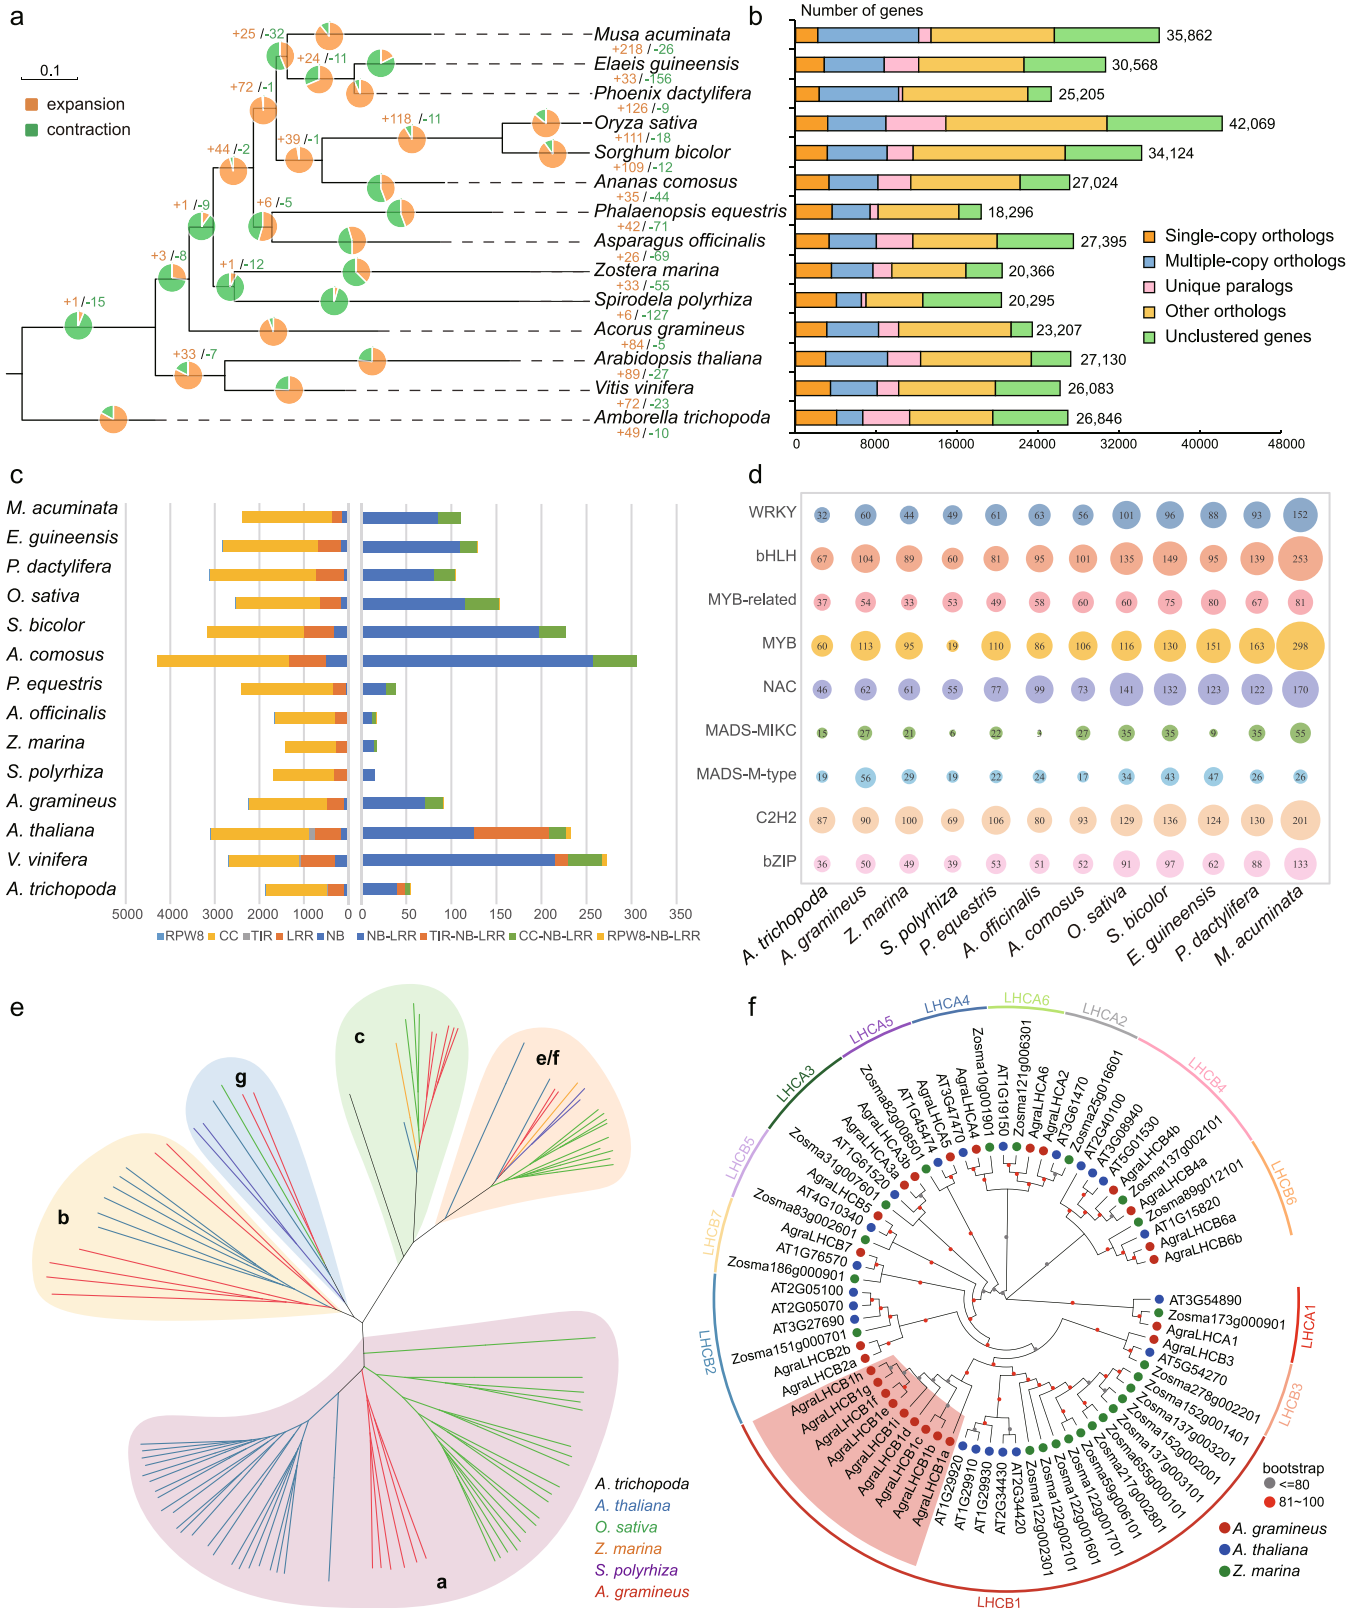 a
0.1
expansion
contraction
+25 / -32
+24 / -11
+72 / -1
+118 / -11
+39 / -1
+44 / -2
+1 / -9
+6 / -5
+3 / -8
+1 / -12
+1 / -15
+33 / -7
Musa acuminata
+218 / -26
Elaeis guineensis
+33 / -156
Phoenix dactylifera
+126 / -9
Oryza sativa
+111 / -18
Sorghum bicolor
+109 / -12
Ananas comosus
+35 / -44
Phalaenopsis equestris
+42 / -71
Asparagus officinalis
+26 / -69
Zostera marina
+33 / -55
Spirodela polyrhiza
+6 / -127
Acorus gramineus
+84 / -5
Arabidopsis thaliana
+89 / -27
Vitis vinifera
+72 / -23
Amborella trichopoda
+49 / -10
b
Number of genes
35,862
30,568
25,205
42,069
34,124
27,024
18,296
27,395
20,366
20,295
23,207
27,130
26,083
26,846
0 8000 16000 24000 32000 40000 48000
Single-copy orthologs
Multiple-copy orthologs
Unique paralogs
Other orthologs
Unclustered genes
c
M. acuminata
E. guineensis
P. dactylifera
O. sativa
S. bicolor
A. comosus
P. equestris
A. officinalis
Z. marina
S. polyrhiza
A. gramineus
A. thaliana
V. vinifera
A. trichopoda
5000 4000 3000 2000 1000 0 0 50 100 150 200 250 300 350
RPW8 CC TIR LRR NB NB-LRR TIR-NB-LRR CC-NB-LRR RPW8-NB-LRR
d
WRKY 32 60 44 49 61 63 56 101 96 88 93 152
bHLH 67 104 89 60 81 95 101 135 149 95 139 253
MYB-related 37 54 33 53 49 58 60 60 75 80 67 81
MYB 60 113 95 19 110 86 106 116 130 151 163 298
NAC 46 62 61 55 77 99 73 141 132 123 122 170
MADS-MIKC 15 27 21 6 22 4 27 35 35 9 35 55
MADS-M-type 19 56 29 19 22 24 17 34 43 47 26 26
C2H2 87 90 100 69 106 80 93 129 136 124 130 201
bZIP 36 50 49 39 53 51 52 91 97 62 88 133
A. trichopoda
A. gramineus
Z. marina
S. polyrhiza
P. equestris
A. officinalis
A. comosus
O. sativa
S. bicolor
E. guineensis
P. dactylifera
M. acuminata
e
c
e/f
g
b
a
A. trichopoda
A. thaliana
O. sativa
Z. marina
S. polyrhiza
A. gramineus
f
LHCA1
LHCB3
LHCB1
LHCB2
LHCB7
LHCB5
LHCA3
LHCA5
LHCA4
LHCA6
LHCA2
LHCB4
LHCB6
AT3G54890
Zosma173g000901
AgraLHCA1
AgraLHCB3
AT5G54270
Zosma278g002201
Zosma152g001401
Zosma137g003201
Zosma152g002001
Zosma137g003101
Zosma655g000101
Zosma217g002801
Zosma59g006101
Zosma122g001701
Zosma122g001601
Zosma122g002101
Zosma122g002301
AT2G34420
AT2G34430
AT1G29930
AT1G29910
AT1G29920
AgraLHCB1a
AgraLHCB1b
AgraLHCB1c
AgraLHCB1d
AgraLHCB1i
AgraLHCB1e
AgraLHCB1f
AgraLHCB1g
AgraLHCB1h
AgraLHCB2a
AgraLHCB2b
Zosma151g000701
AT3G27690
AT2G05070
AT2G05100
Zosma186g000901
AT1G76570
AgraLHCB7
Zosma83g002601
AT4G10340
AgraLHCB5
Zosma31g007601
AT1G61520
AgraLHCA3a
AgraLHCA3b
Zosma82g008501
AT1G45474
AgraLHCA5
AT3G47470
AgraLHCA4
Zosma10g001901
AT1G19150
Zosma121g006301
AgraLHCA6
AgraLHCA2
AT3G61470
Zosma25g016601
AT2G40100
AT3G08940
AT5G01530
AgraLHCB4b
Zosma137g002101
AgraLHCB4a
Zosma89g012101
AT1G15820
AgraLHCB6a
AgraLHCB6b
bootstrap
<=80
81~100
A. gramineus
A. thaliana
Z. marina